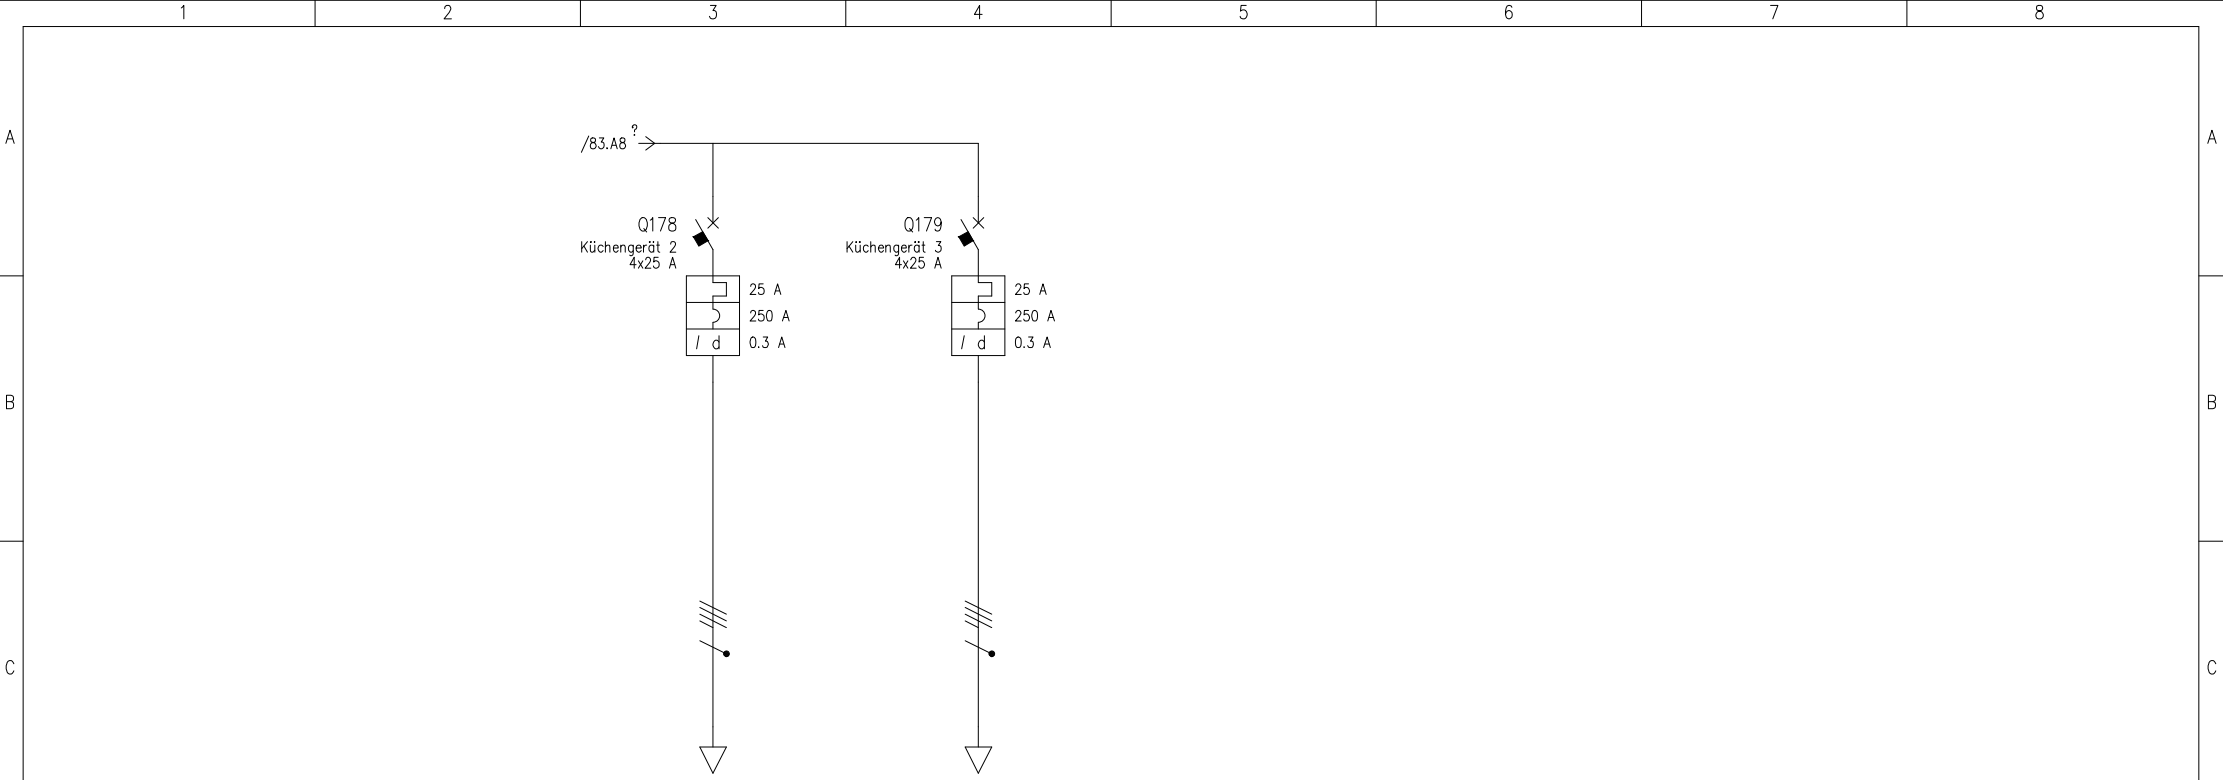 1 2 3 4 5 6 7 8
A A
?
/83.A8
Q178 Q179
Küchengerät 2 Küchengerät 3
4x25 A 4x25 A
25 A 25 A
250 A 250 A
I d 0.3 A I d 0.3 A
B B
C C